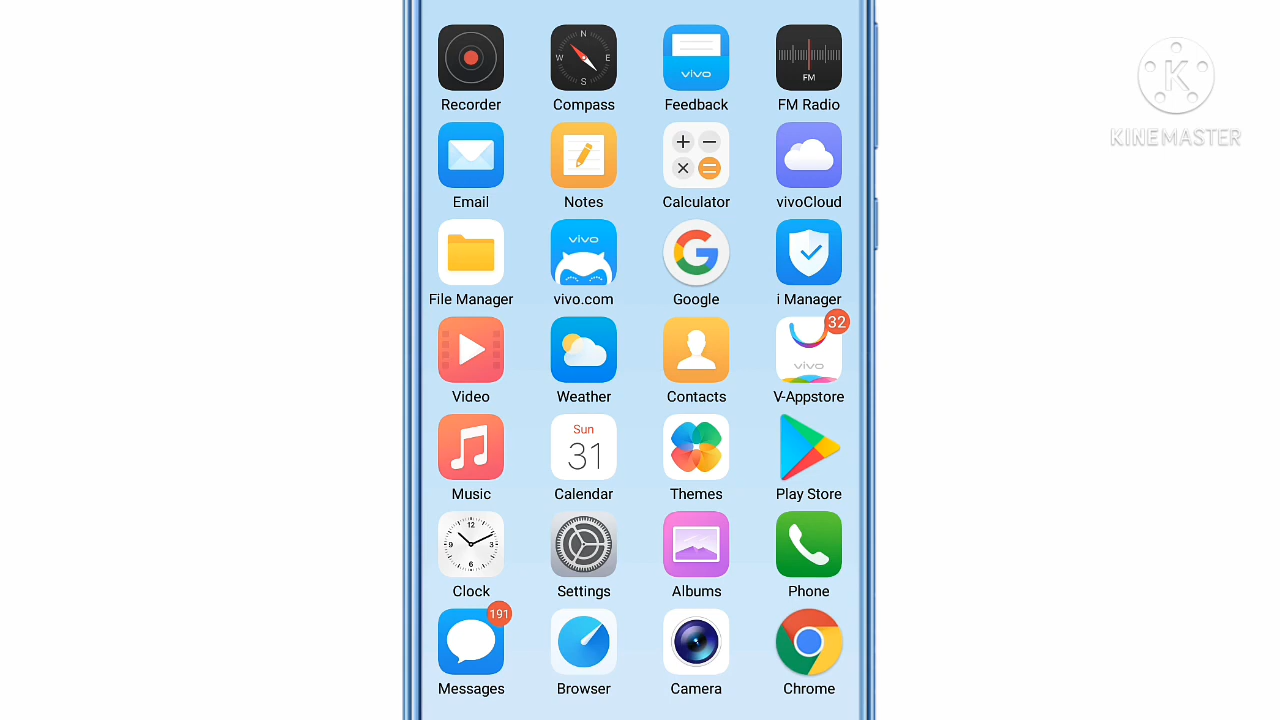 N
W E
S
vivo
FM
Recorder Compass Feedback FM Radio
Email Notes Calculator vivoCloud
vivo
G
File Manager vivo.com Google i Manager
32
vivo
Video Weather Contacts V-Appstore
Sun
31
Music Calendar Themes Play Store
12
9 3
6
Clock Settings Albums Phone
191
Messages Browser Camera Chrome
K
KINEMASTER